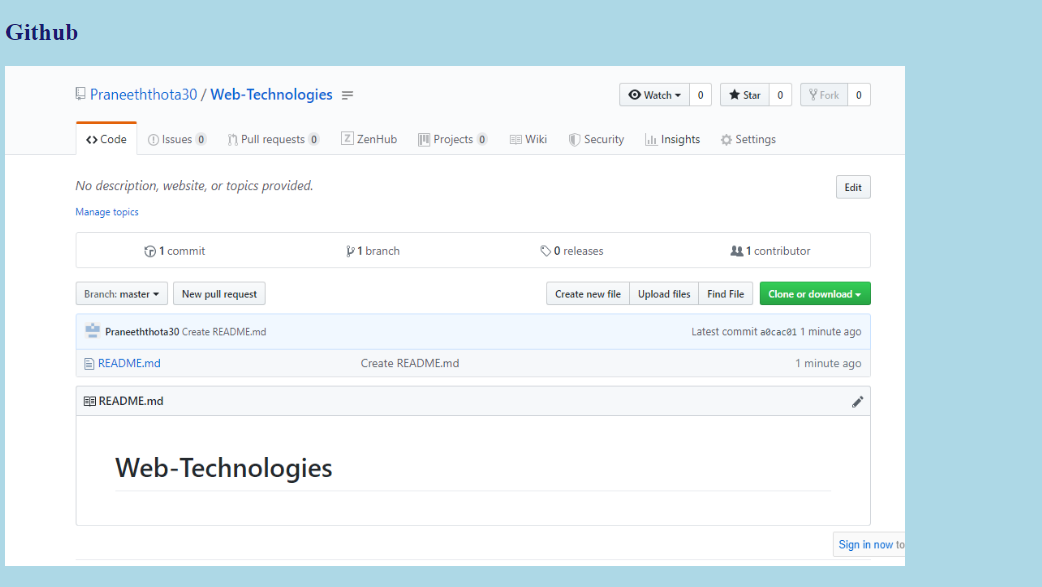 Github
Praneeththota30 / Web-Technologies
Watch 0 Star 0 Fork 0
Code Issues 0 Pull requests 0 ZenHub Projects 0 Wiki Security Insights Settings
No description, website, or topics provided. Edit
Manage topics
1 commit 1 branch 0 releases 1 contributor
Branch: master New pull request Create new file Upload files Find File Clone or download
Praneeththota30 Create README.md Latest commit a0cac01 1 minute ago
README.md Create README.md 1 minute ago
README.md
Web-Technologies
Sign in now to